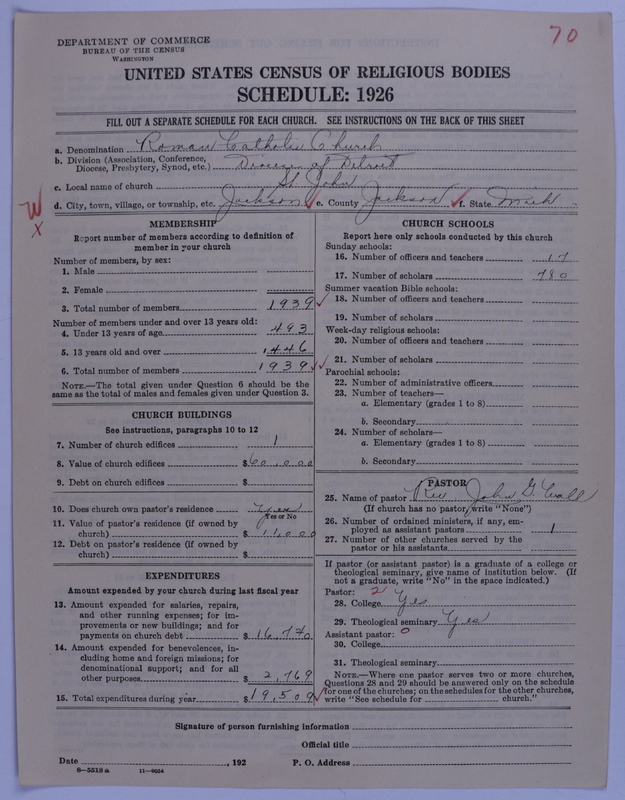 70
DEPARTMENT OF COMMERCE
BUREAU OF THE CENSUS
WASHINGTON
UNITED STATES CENSUS OF RELIGIOUS BODIES
SCHEDULE: 1926
FILL OUT A SEPARATE SCHEDULE FOR EACH CHURCH. SEE INSTRUCTIONS ON THE BACK OF THIS SHEET
a. Denomination Roman Catholic Church
b. Division (Association, Conference, Diocese, Presbytery, Synod, etc.) Diocese of Detroit
c. Local name of church St John
d. City, town, village, or township, etc. Jackson e. County Jackson f. State Mich
W
x
MEMBERSHIP
Report number of members according to definition of
member in your church
Number of members, by sex:
1. Male
2. Female
3. Total number of members 1939
Number of members under and over 13 years old:
4. Under 13 years of age 493
5. 13 years old and over 1446
6. Total number of members 1939
NOTE.—The total given under Question 6 should be the
same as the total of males and females given under Question 3.
CHURCH BUILDINGS
See instructions, paragraphs 10 to 12
7. Number of church edifices 1
8. Value of church edifices $60,000
9. Debt on church edifices $
10. Does church own pastor's residence Yes
Yes or No
11. Value of pastor's residence (if owned by
church) $11,000
12. Debt on pastor's residence (if owned by
church) $
EXPENDITURES
Amount expended by your church during last fiscal year
13. Amount expended for salaries, repairs,
and other running expenses; for im-
provements or new buildings; and for
payments on church debt $16,740
14. Amount expended for benevolences, in-
cluding home and foreign missions; for
denominational support; and for all
other purposes $2,769
15. Total expenditures during year $19,509
CHURCH SCHOOLS
Report here only schools conducted by this church
Sunday schools:
16. Number of officers and teachers 17
17. Number of scholars 780
Summer vacation Bible schools:
18. Number of officers and teachers
19. Number of scholars
Week-day religious schools:
20. Number of officers and teachers
21. Number of scholars
Parochial schools:
22. Number of administrative officers
23. Number of teachers—
a. Elementary (grades 1 to 8)
b. Secondary
24. Number of scholars—
a. Elementary (grades 1 to 8)
b. Secondary
PASTOR
25. Name of pastor Rev John G.
(If church has no pastor, write "None")
26. Number of ordained ministers, if any, em-
ployed as assistant pastors 1
27. Number of other churches served by the
pastor or his assistants
If pastor (or assistant pastor) is a graduate of a college or
theological seminary, give name of institution below. (If
not a graduate, write "No" in the space indicated.)
Pastor: 2
28. College Yes
29. Theological seminary Yes
Assistant pastor: 0
30. College
31. Theological seminary
NOTE.—Where one pastor serves two or more churches,
Questions 28 and 29 should be answered only on the schedule
for one of the churches; on the schedules for the other churches,
write "See schedule for church."
Signature of person furnishing information
Official title
Date , 192 P. O. Address
8—5518a 11—9034